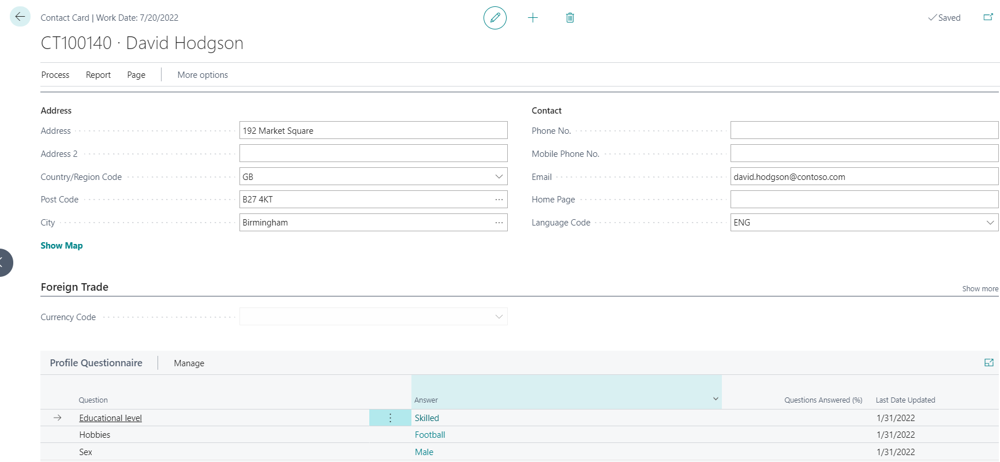 Contact Card | Work Date: 7/20/2022
Saved
CT100140 · David Hodgson
Process Report Page More options
Address
Address 192 Market Square
Address 2
Country/Region Code GB
Post Code B27 4KT
City Birmingham
Show Map
Contact
Phone No.
Mobile Phone No.
Email david.hodgson@contoso.com
Home Page
Language Code ENG
Foreign Trade Show more
Currency Code
Profile Questionnaire Manage
Question Answer Questions Answered (%) Last Date Updated
Educational level Skilled 1/31/2022
Hobbies Football 1/31/2022
Sex Male 1/31/2022